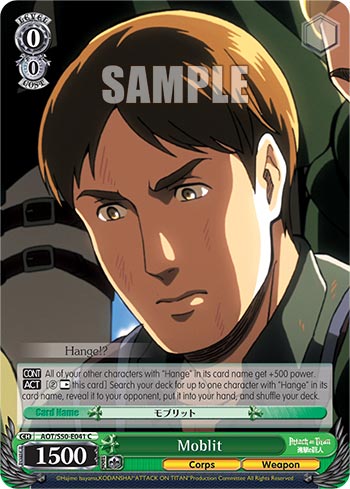 LEVEL
0
0
COST
SAMPLE
Hange!?
CONT All of your other characters with "Hange" in its card name get +500 power.
ACT [② this card] Search your deck for up to one character with "Hange" in its
card name, reveal it to your opponent, put it into your hand, and shuffle your deck.
Card Name モブリット
CH AOT/S50-E041 C
1500
Moblit
Attack on Titan
進撃の巨人
Corps Weapon
©Hajime Isayama,KODANSHA/"ATTACK ON TITAN" Production Committee All Rights Reserved